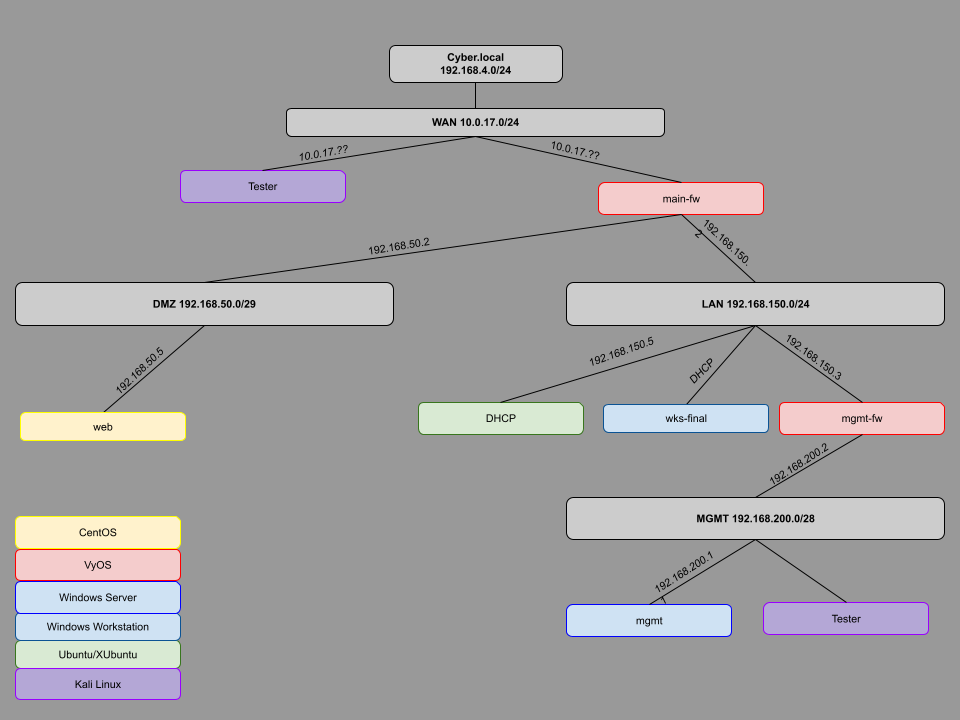 Cyber.local
192.168.4.0/24
WAN 10.0.17.0/24
10.0.17.??
10.0.17.??
Tester
main-fw
192.168.50.2
192.168.150.
2
DMZ 192.168.50.0/29
LAN 192.168.150.0/24
192.168.50.5
192.168.150.5
DHCP
192.168.150.3
web
DHCP
wks-final
mgmt-fw
192.168.200.2
MGMT 192.168.200.0/28
192.168.200.1
1
mgmt
Tester
CentOS
VyOS
Windows Server
Windows Workstation
Ubuntu/XUbuntu
Kali Linux